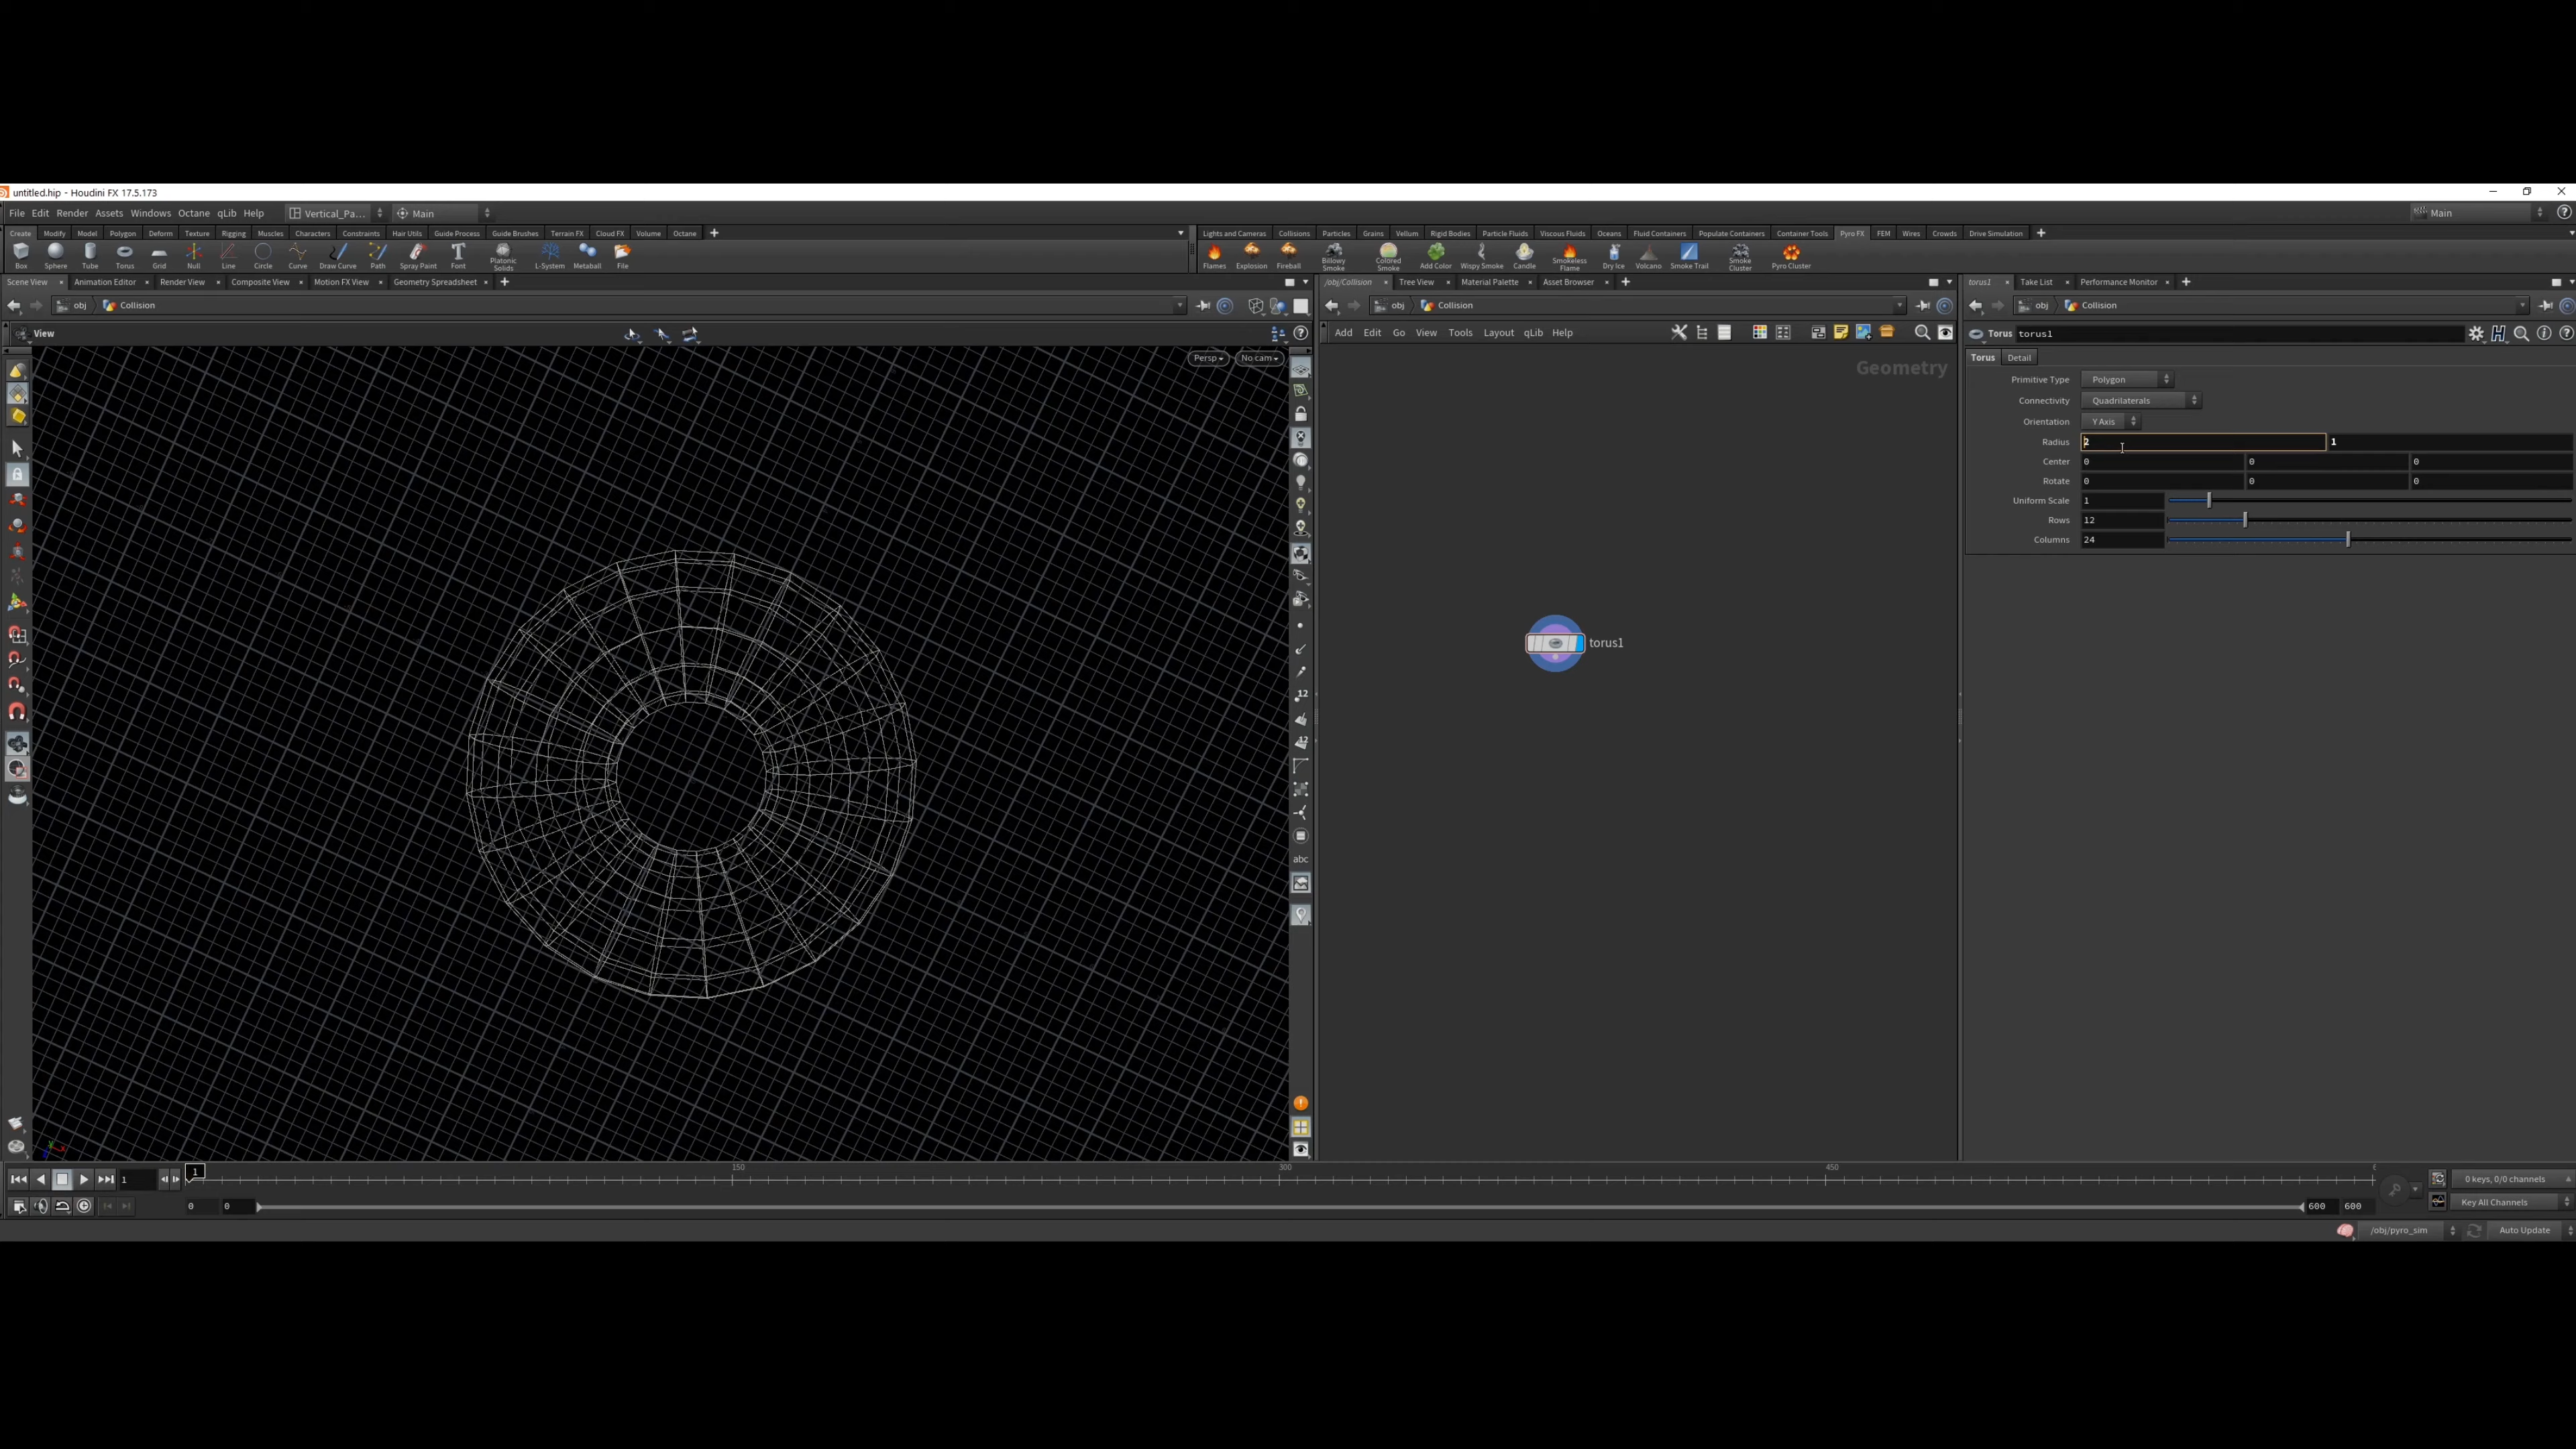 untitled.hip - Houdini FX 17.5.173
File Edit Render Assets Windows Octane qLib Help Vertical_Pa... Main Main
Create Modify Model Polygon Deform Texture Rigging Muscles Characters Constraints Hair Utils Guide Process Guide Brushes Terrain FX Cloud FX Volume Octane
Lights and Cameras Collisions Particles Grains Vellum Rigid Bodies Particle Fluids Viscous Fluids Oceans Fluid Containers Populate Containers Container Tools Pyro FX FEM Wires Crowds Drive Simulation
Box Sphere Tube Torus Grid Null Line Circle Curve Draw Curve Path Spray Paint Font Platonic Solids L-System Metaball File
Flames Explosion Fireball Billowy Smoke Colored Smoke Add Color Wispy Smoke Candle Smokeless Flame Dry Ice Volcano Smoke Trail Smoke Cluster Pyro Cluster
Scene View Animation Editor Render View Composite View Motion FX View Geometry Spreadsheet
/obj/Collision Tree View Material Palette Asset Browser
torus1 Take List Performance Monitor
obj Collision
obj Collision
obj Collision
View
Add Edit Go View Tools Layout qLib Help
Torus torus1
Persp No cam
Geometry
Torus Detail
Primitive Type Polygon
Connectivity Quadrilaterals
Orientation Y Axis
Radius 2 1
Center 0 0 0
Rotate 0 0 0
Uniform Scale 1
Rows 12
Columns 24
torus1
12
12
abc
1 1 150 300 450 0 keys, 0/0 channels
0 0 600 600 Key All Channels
/obj/pyro_sim Auto Update